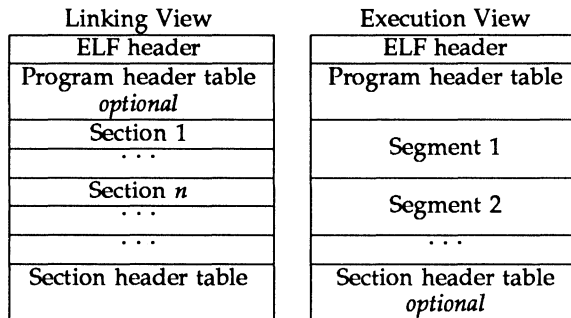 Linking View
ELF header
Program header table
optional
Section 1
. . .
Section n
. . .
. . .
Section header table
Execution View
ELF header
Program header table
Segment 1
Segment 2
. . .
Section header table
optional